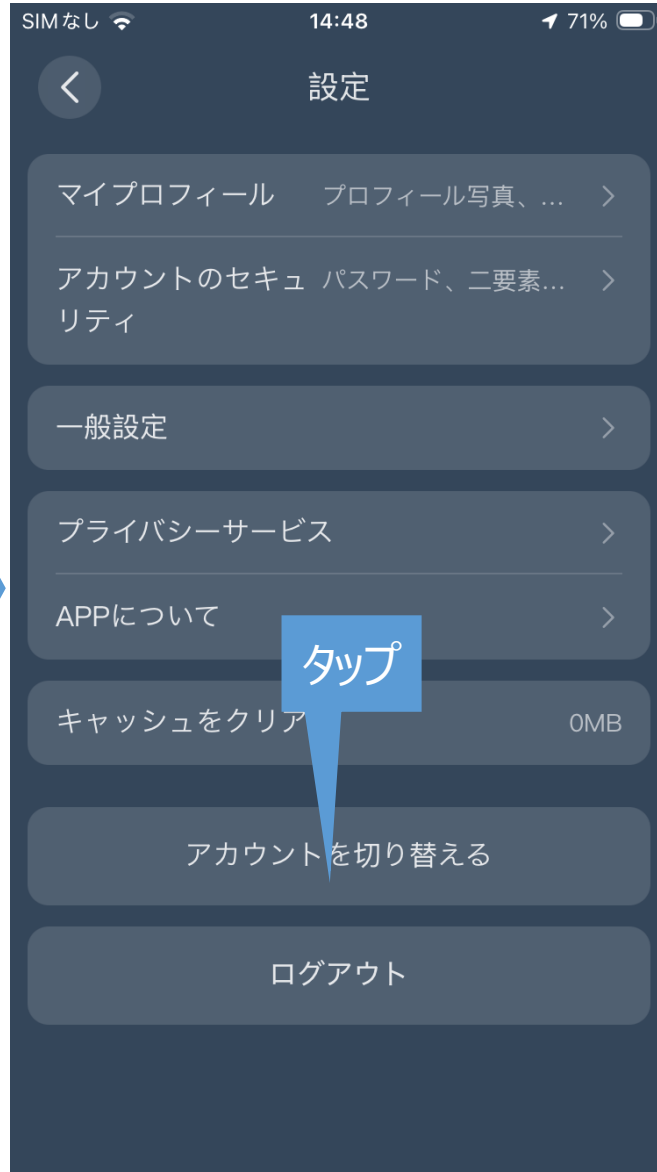 SIMなし 14:48 71%
設定
マイプロフィール プロフィール写真、...
アカウントのセキュ パスワード、二要素...
リティ
一般設定
プライバシーサービス
APPについて
タップ
キャッシュをクリア 0MB
アカウントを切り替える
ログアウト